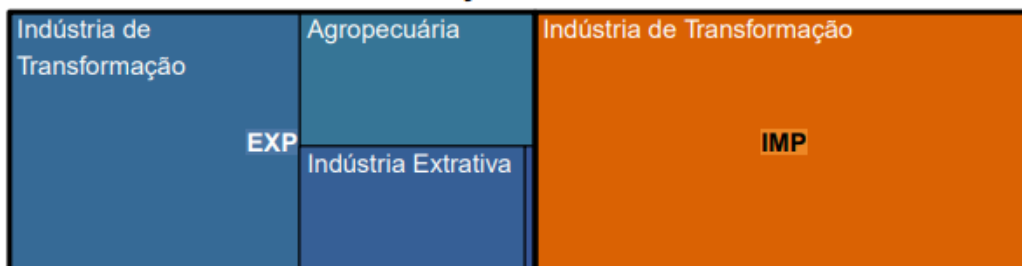 Indústria de
Transformação
EXP
Agropecuária
Indústria Extrativa
Indústria de Transformação
IMP